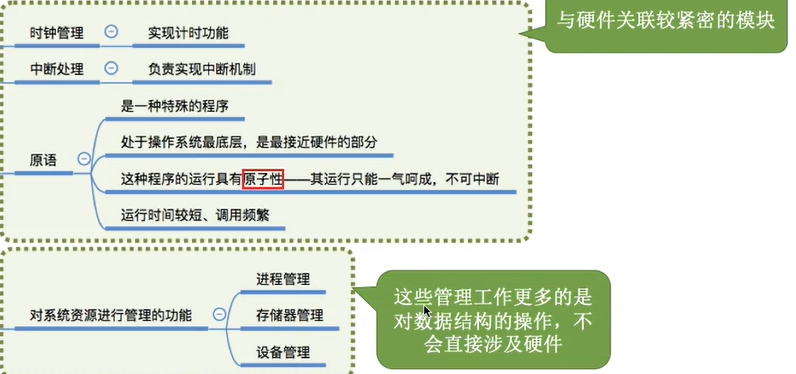 与硬件关联较紧密的模块
时钟管理
实现计时功能
中断处理
负责实现中断机制
原语
是一种特殊的程序
处于操作系统最底层，是最接近硬件的部分
这种程序的运行具有原子性——其运行只能一气呵成，不可中断
运行时间较短、调用频繁
对系统资源进行管理的功能
进程管理
存储器管理
设备管理
这些管理工作更多的是
对数据结构的操作，不
会直接涉及硬件